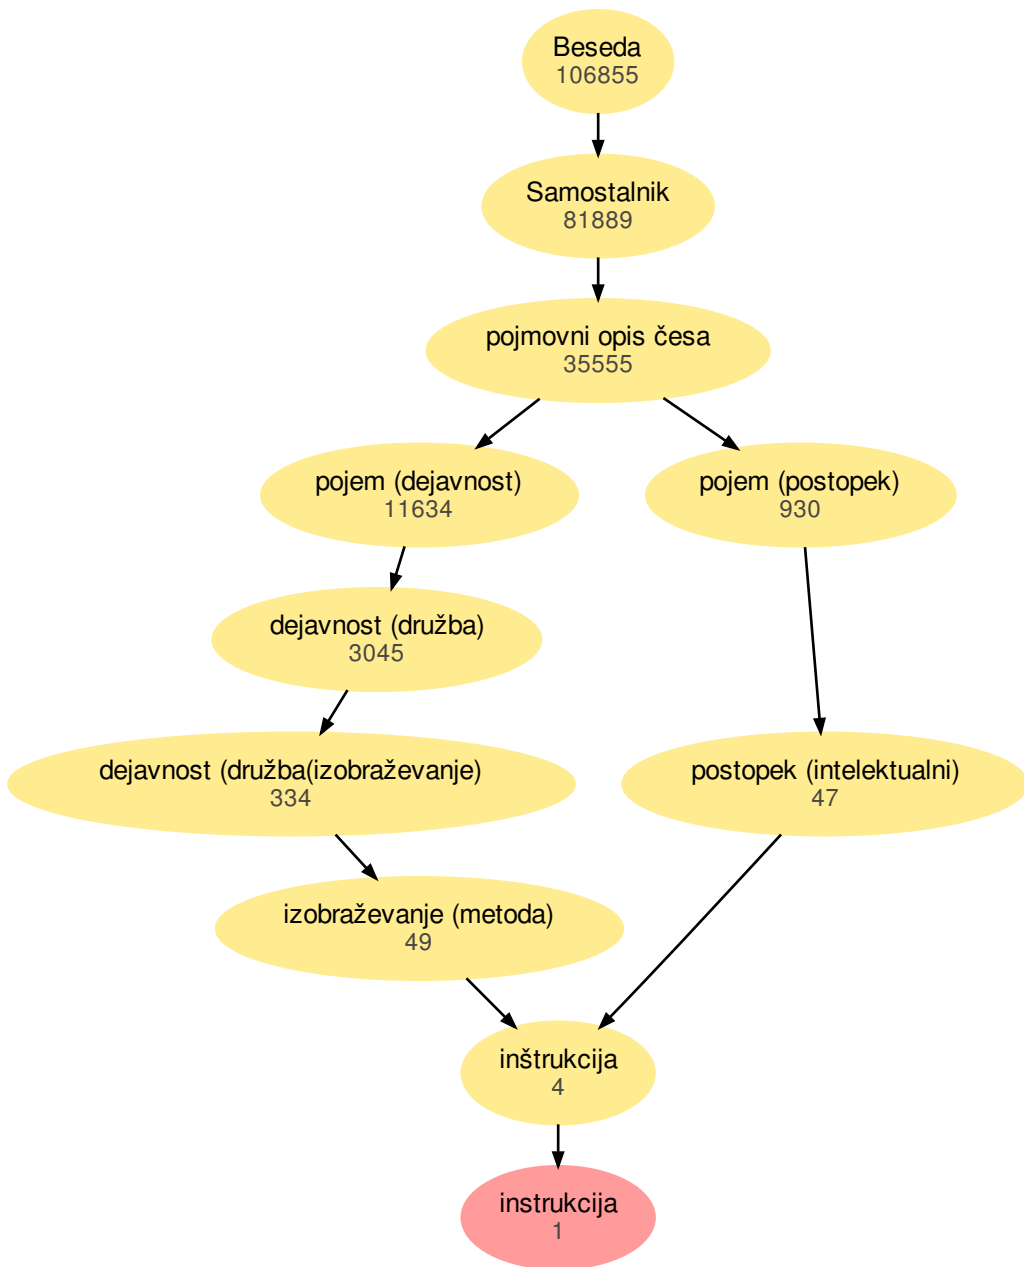 Beseda
106855
Samostalnik
81889
pojmovni opis česa
35555
pojem (dejavnost)
11634
pojem (postopek)
930
dejavnost (družba)
3045
dejavnost (družba(izobraževanje)
334
postopek (intelektualni)
47
izobraževanje (metoda)
49
inštrukcija
4
instrukcija
1